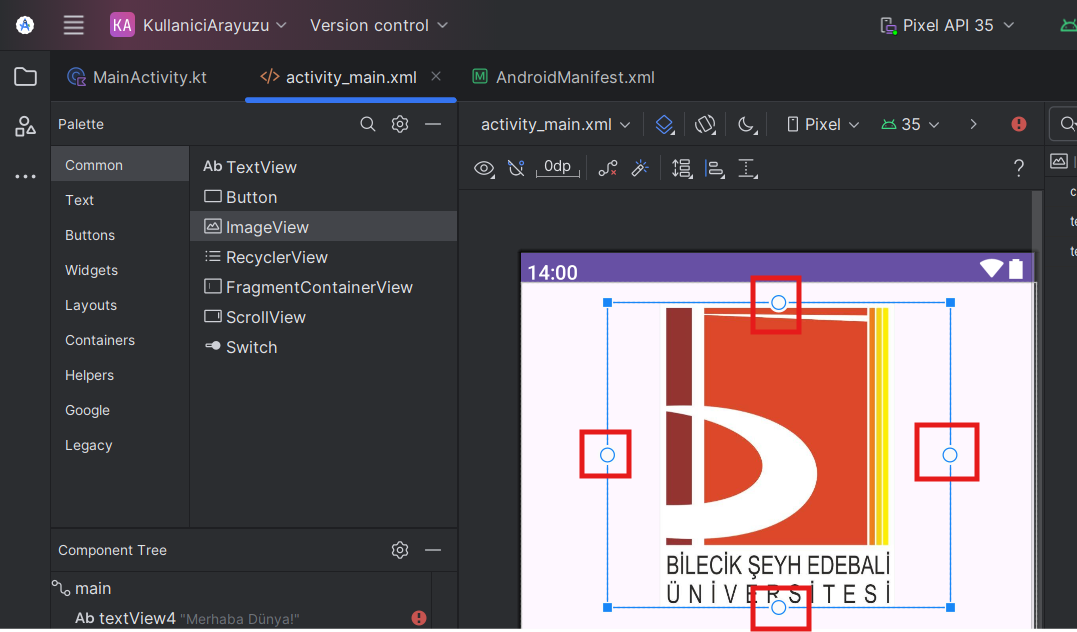 KA KullaniciArayuzu Version control Pixel API 35
MainActivity.kt activity_main.xml AndroidManifest.xml
Palette
activity_main.xml Pixel 35
Common
Text
Buttons
Widgets
Layouts
Containers
Helpers
Google
Legacy
Ab TextView
Button
ImageView
RecyclerView
FragmentContainerView
ScrollView
Switch
0dp ?
14:00
BİLECİK ŞEYH EDEBALİ
ÜNİVERSİTESİ
Component Tree
main
Ab textView4 "Merhaba Dünya!"